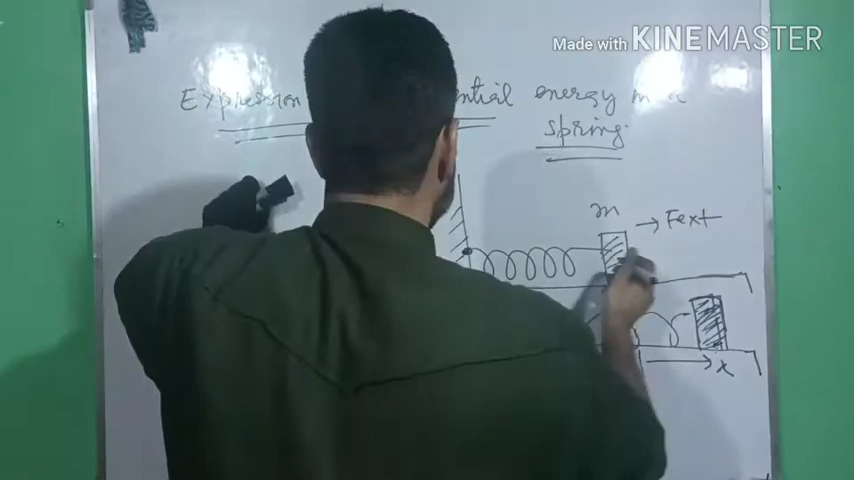 Made with KINEMASTER
Expression ntial energy in a
spring
m
→ Fext
x